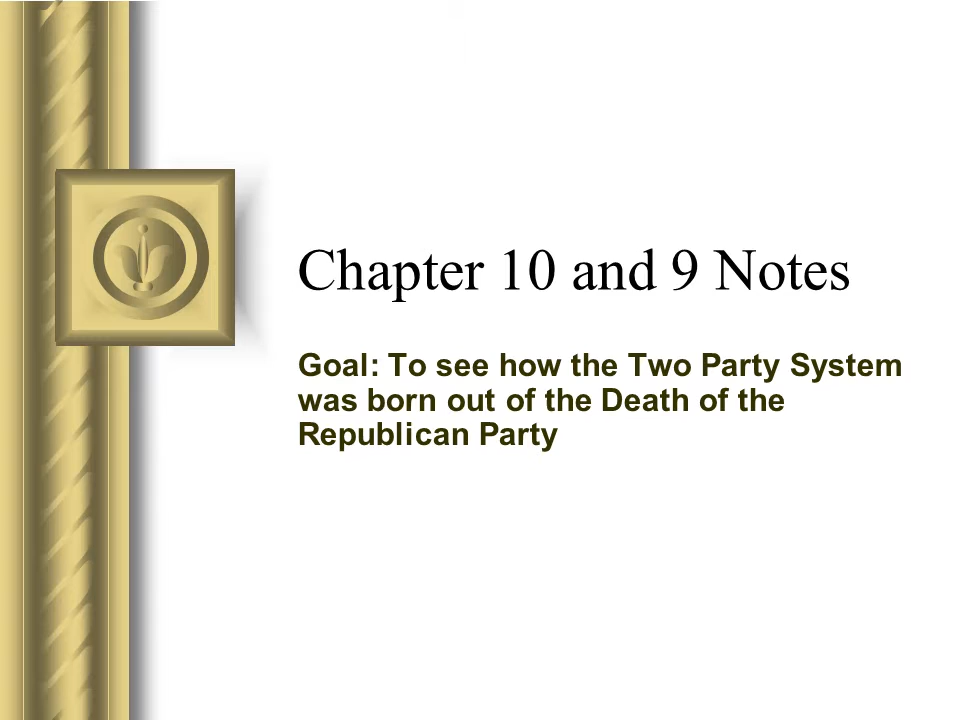 Chapter 10 and 9 Notes
Goal: To see how the Two Party System
was born out of the Death of the
Republican Party